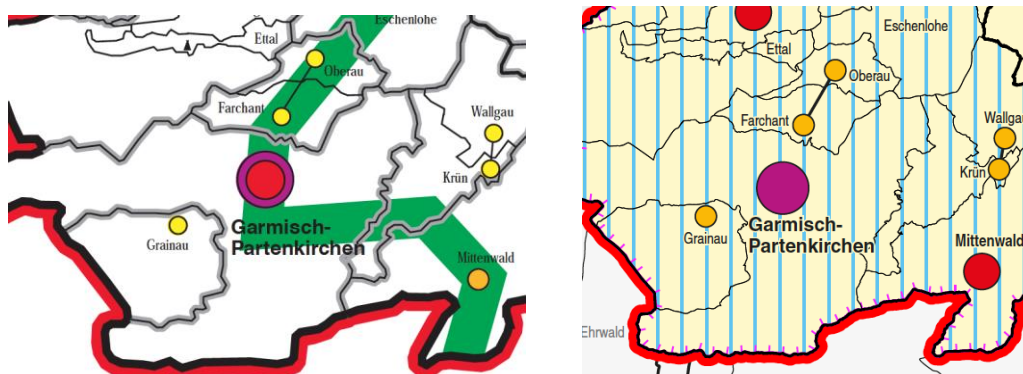 Eschenlohe
Ettal
Oberau
Farchant
Wallgau
Krün
Garmisch-
Partenkirchen
Grainau
Mittenwald
Eschenlohe
Ettal
Oberau
Farchant
Wallgau
Krün
Garmisch-
Partenkirchen
Grainau
Mittenwald
Ehrwald